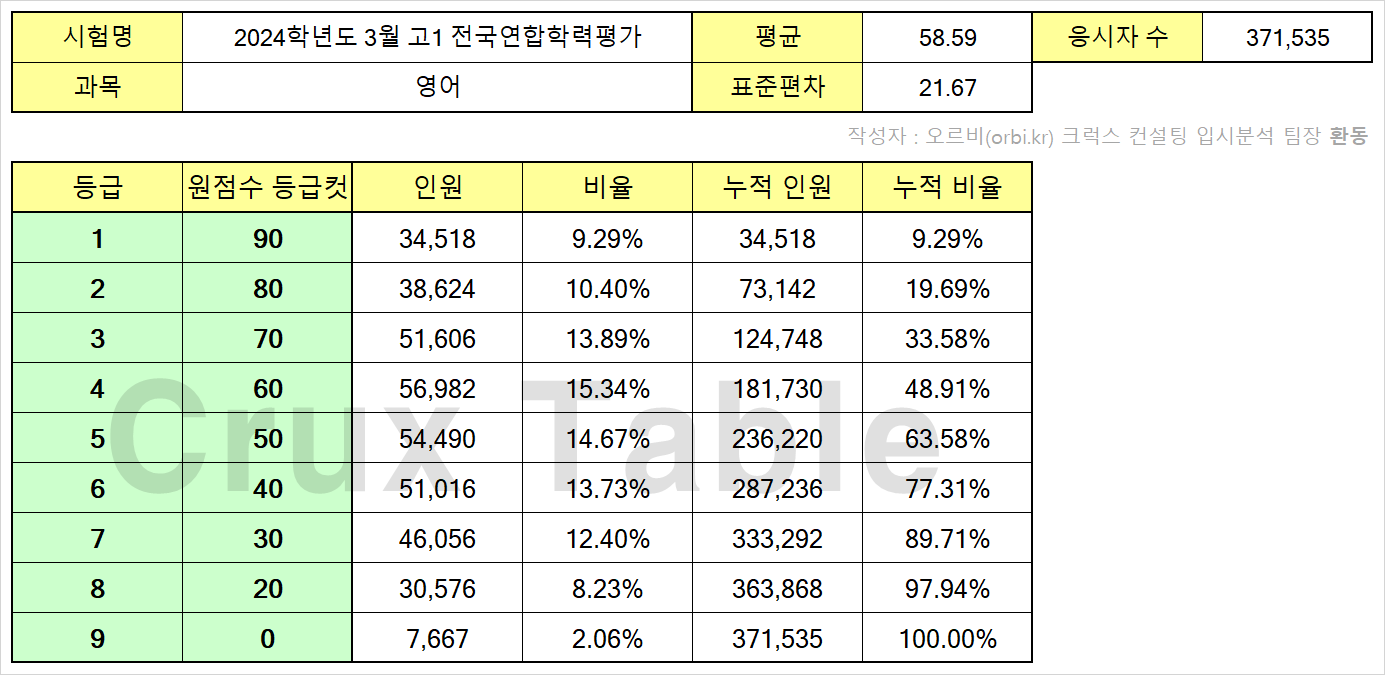 시험명 2024학년도 3월 고1 전국연합학력평가 평균 58.59 응시자 수 371,535
과목 영어 표준편차 21.67
작성자 : 오르비(orbi.kr) 크럭스 컨설팅 입시분석 팀장 환동
등급 원점수 등급컷 인원 비율 누적 인원 누적 비율
1 90 34,518 9.29% 34,518 9.29%
2 80 38,624 10.40% 73,142 19.69%
3 70 51,606 13.89% 124,748 33.58%
4 60 56,982 15.34% 181,730 48.91%
5 50 54,490 14.67% 236,220 63.58%
6 40 51,016 13.73% 287,236 77.31%
7 30 46,056 12.40% 333,292 89.71%
8 20 30,576 8.23% 363,868 97.94%
9 0 7,667 2.06% 371,535 100.00%
Crux Table